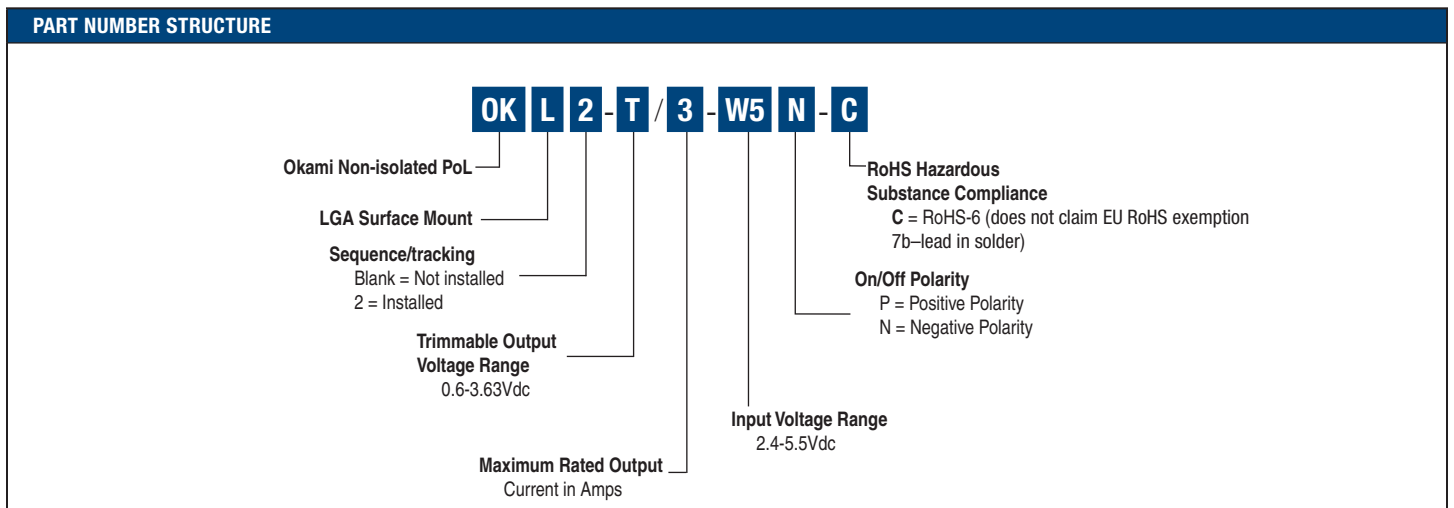 PART NUMBER STRUCTURE
OK L 2 - T / 3 - W5 N - C
Okami Non-isolated PoL
LGA Surface Mount
Sequence/tracking
Blank = Not installed
2 = Installed
Trimmable Output
Voltage Range
0.6-3.63Vdc
Maximum Rated Output
Current in Amps
RoHS Hazardous
Substance Compliance
C = RoHS-6 (does not claim EU RoHS exemption
7b–lead in solder)
On/Off Polarity
P = Positive Polarity
N = Negative Polarity
Input Voltage Range
2.4-5.5Vdc